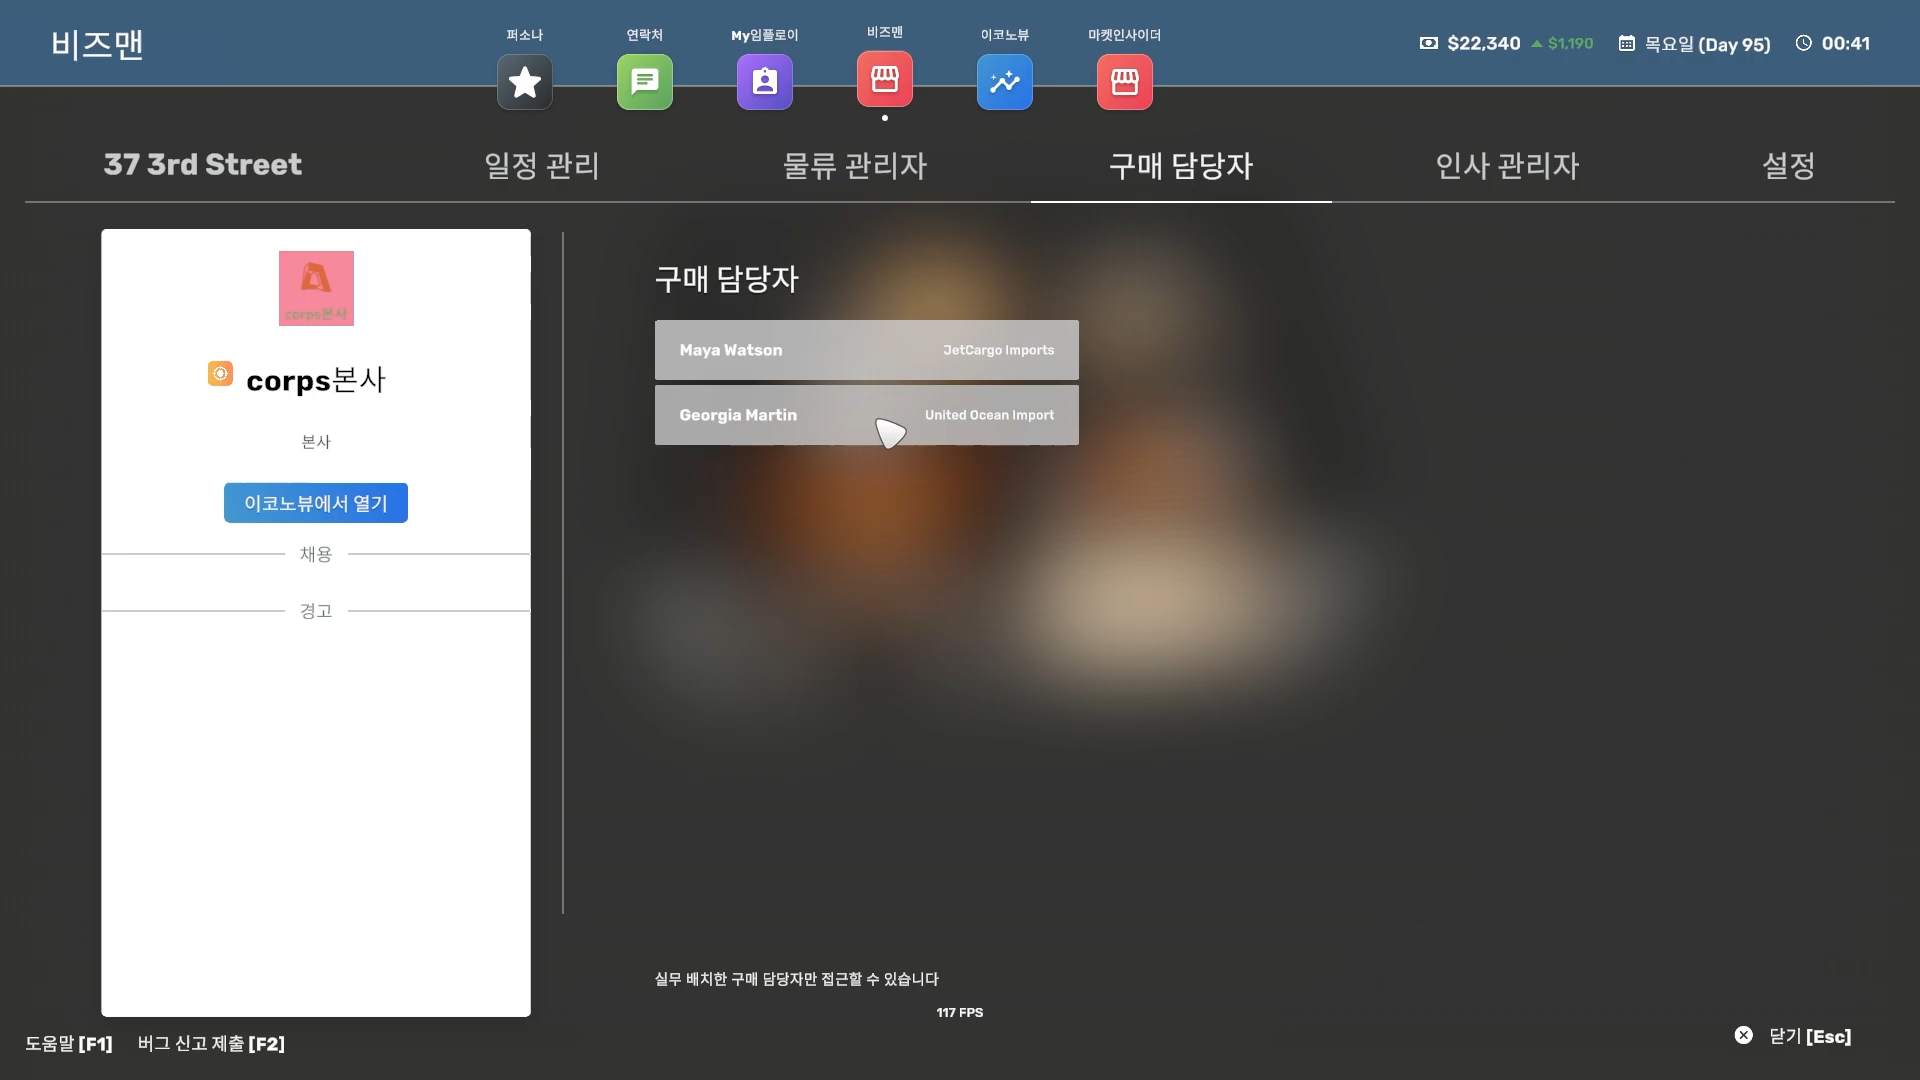 비즈맨
퍼소나
연락처
My임플로이
비즈맨
이코노뷰
마켓인사이더
$22,340 $1,190 목요일 (Day 95) 00:41
37 3rd Street
일정 관리
물류 관리자
구매 담당자
인사 관리자
설정
corps본사
corps본사
본사
이코노뷰에서 열기
채용
경고
구매 담당자
Maya Watson JetCargo Imports
Georgia Martin United Ocean Import
실무 배치한 구매 담당자만 접근할 수 있습니다
117 FPS
도움말 [F1] 버그 신고 제출 [F2]
닫기 [Esc]